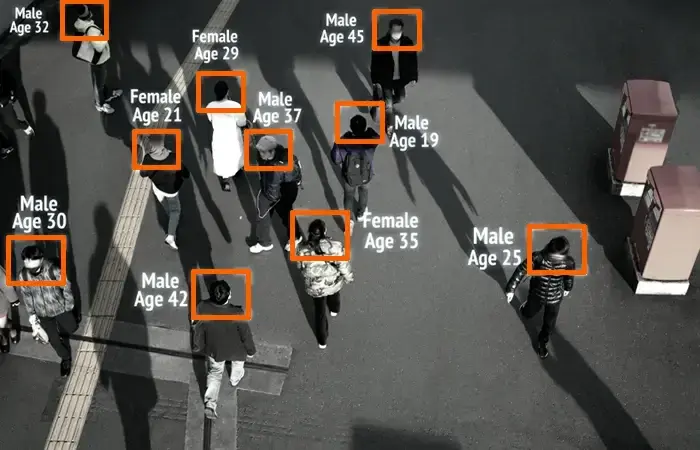 Male
Age 32
Female
Age 29
Male
Age 45
Female
Age 21
Male
Age 37
Male
Age 19
Male
Age 30
Female
Age 35
Male
Age 25
Male
Age 42